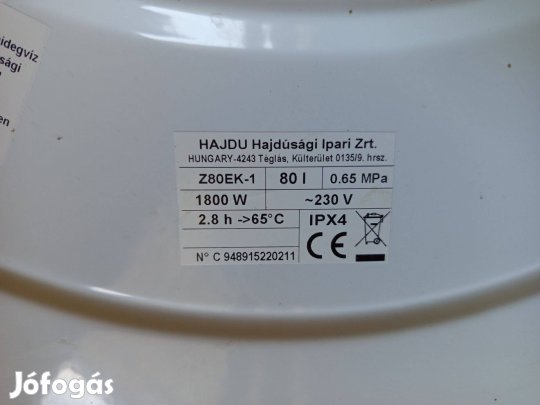 idegvíz
sági
en
HAJDU Hajdúsági Ipari Zrt.
HUNGARY-4243 Téglás, Külterület 0135/9. hrsz.
Z80EK-1 80 l 0.65 MPa
1800 W ~230 V
2.8 h ->65°C IPX4
CE
N° C 948915220211
Jófogás